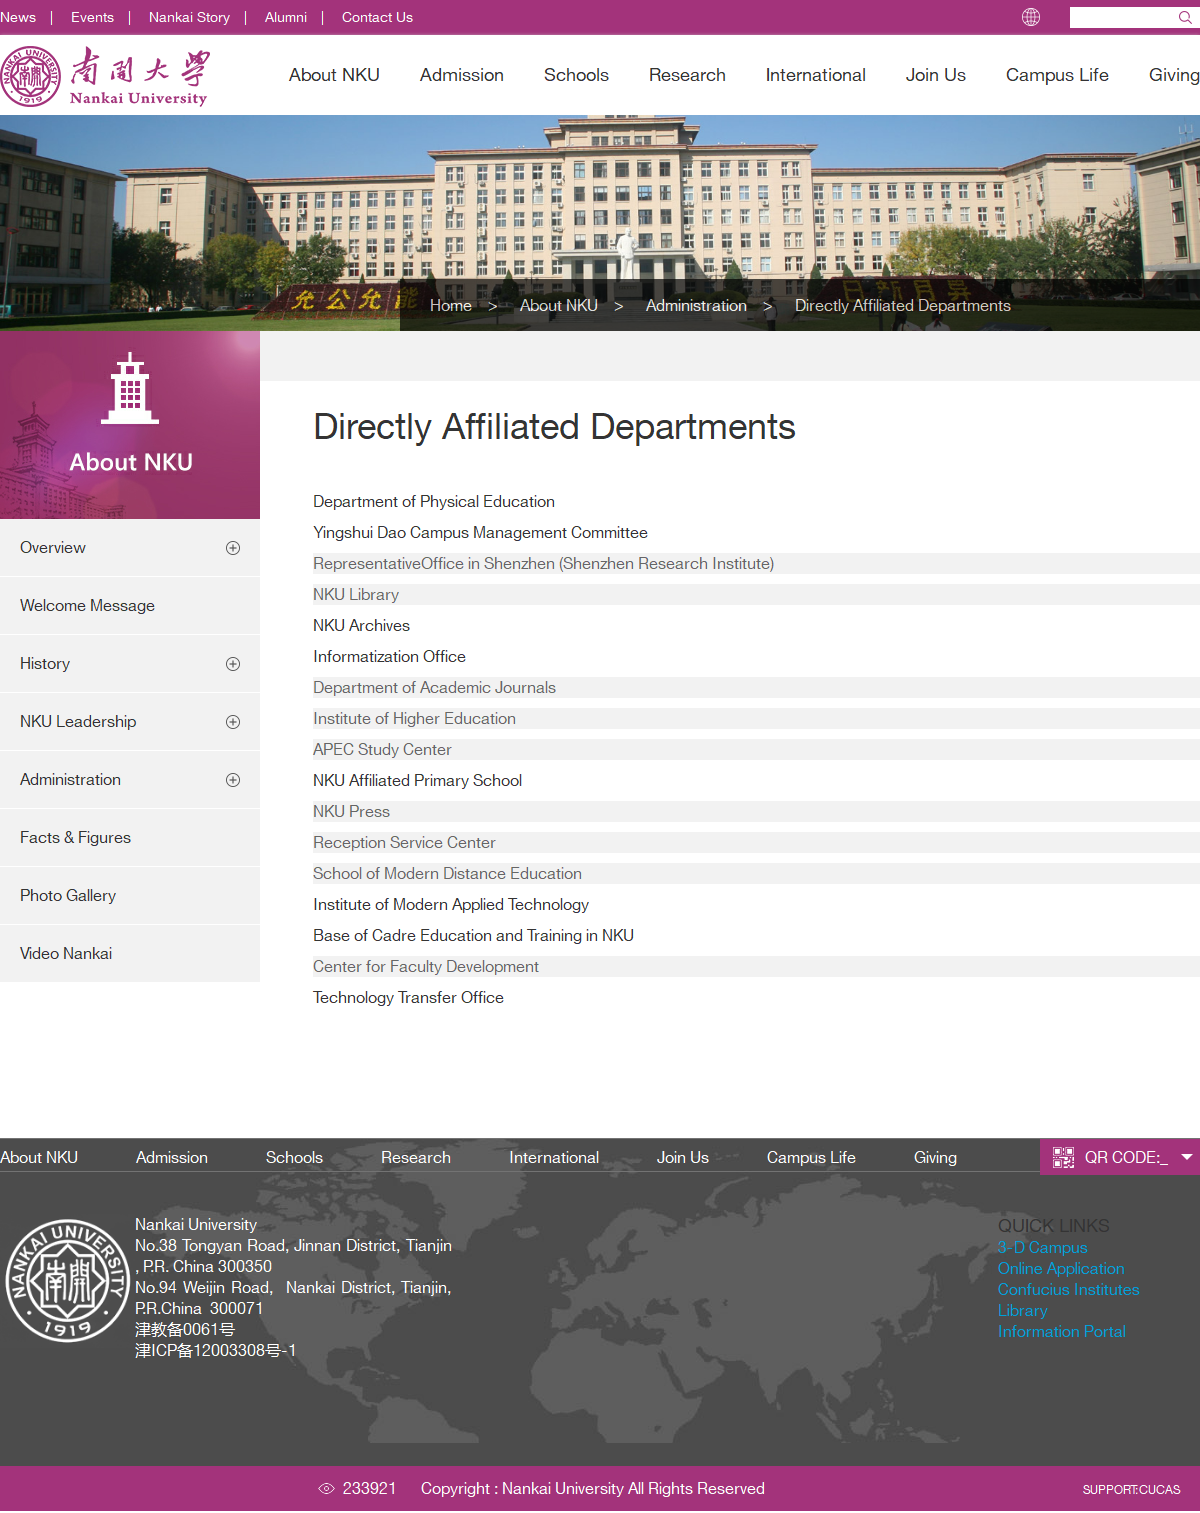 News | Events | Nankai Story | Alumni | Contact Us
NANKAI UNIVERSITY 1919 南開大學
Nankai University
About NKU Admission Schools Research International Join Us Campus Life Giving
允公允能 日新月異
Home > About NKU > Administration > Directly Affiliated Departments
About NKU
Overview
Welcome Message
History
NKU Leadership
Administration
Facts & Figures
Photo Gallery
Video Nankai
Directly Affiliated Departments
Department of Physical Education
Yingshui Dao Campus Management Committee
RepresentativeOffice in Shenzhen (Shenzhen Research Institute)
NKU Library
NKU Archives
Informatization Office
Department of Academic Journals
Institute of Higher Education
APEC Study Center
NKU Affiliated Primary School
NKU Press
Reception Service Center
School of Modern Distance Education
Institute of Modern Applied Technology
Base of Cadre Education and Training in NKU
Center for Faculty Development
Technology Transfer Office
About NKU Admission Schools Research International Join Us Campus Life Giving QR CODE:_
NANKAI UNIVERSITY 南開 1919
Nankai University
No.38 Tongyan Road, Jinnan District, Tianjin
, P.R. China 300350
No.94 Weijin Road, Nankai District, Tianjin,
P.R.China 300071
津教备0061号
津ICP备12003308号-1
QUICK LINKS
3-D Campus
Online Application
Confucius Institutes
Library
Information Portal
233921 Copyright : Nankai University All Rights Reserved SUPPORT:CUCAS